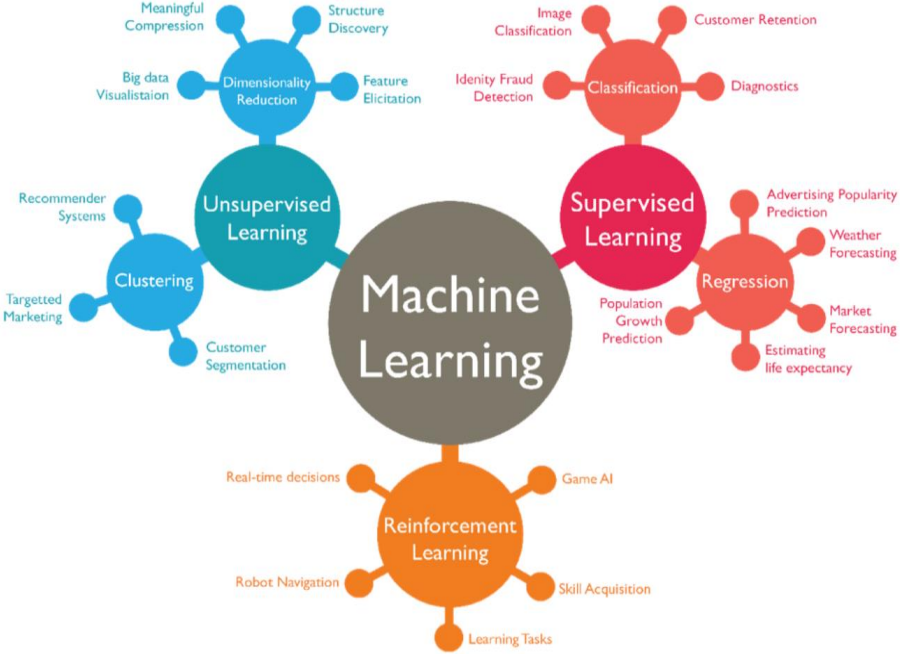 Meaningful
Compression
Structure
Discovery
Big data
Visualistaion
Dimensionality
Reduction
Feature
Elicitation
Image
Classification
Customer Retention
Idenity Fraud
Detection
Classification
Diagnostics
Recommender
Systems
Unsupervised
Learning
Clustering
Targetted
Marketing
Customer
Segmentation
Supervised
Learning
Advertising Popularity
Prediction
Weather
Forecasting
Regression
Population
Growth
Prediction
Market
Forecasting
Estimating
life expectancy
Machine
Learning
Real-time decisions
Game AI
Reinforcement
Learning
Robot Navigation
Skill Acquisition
Learning Tasks